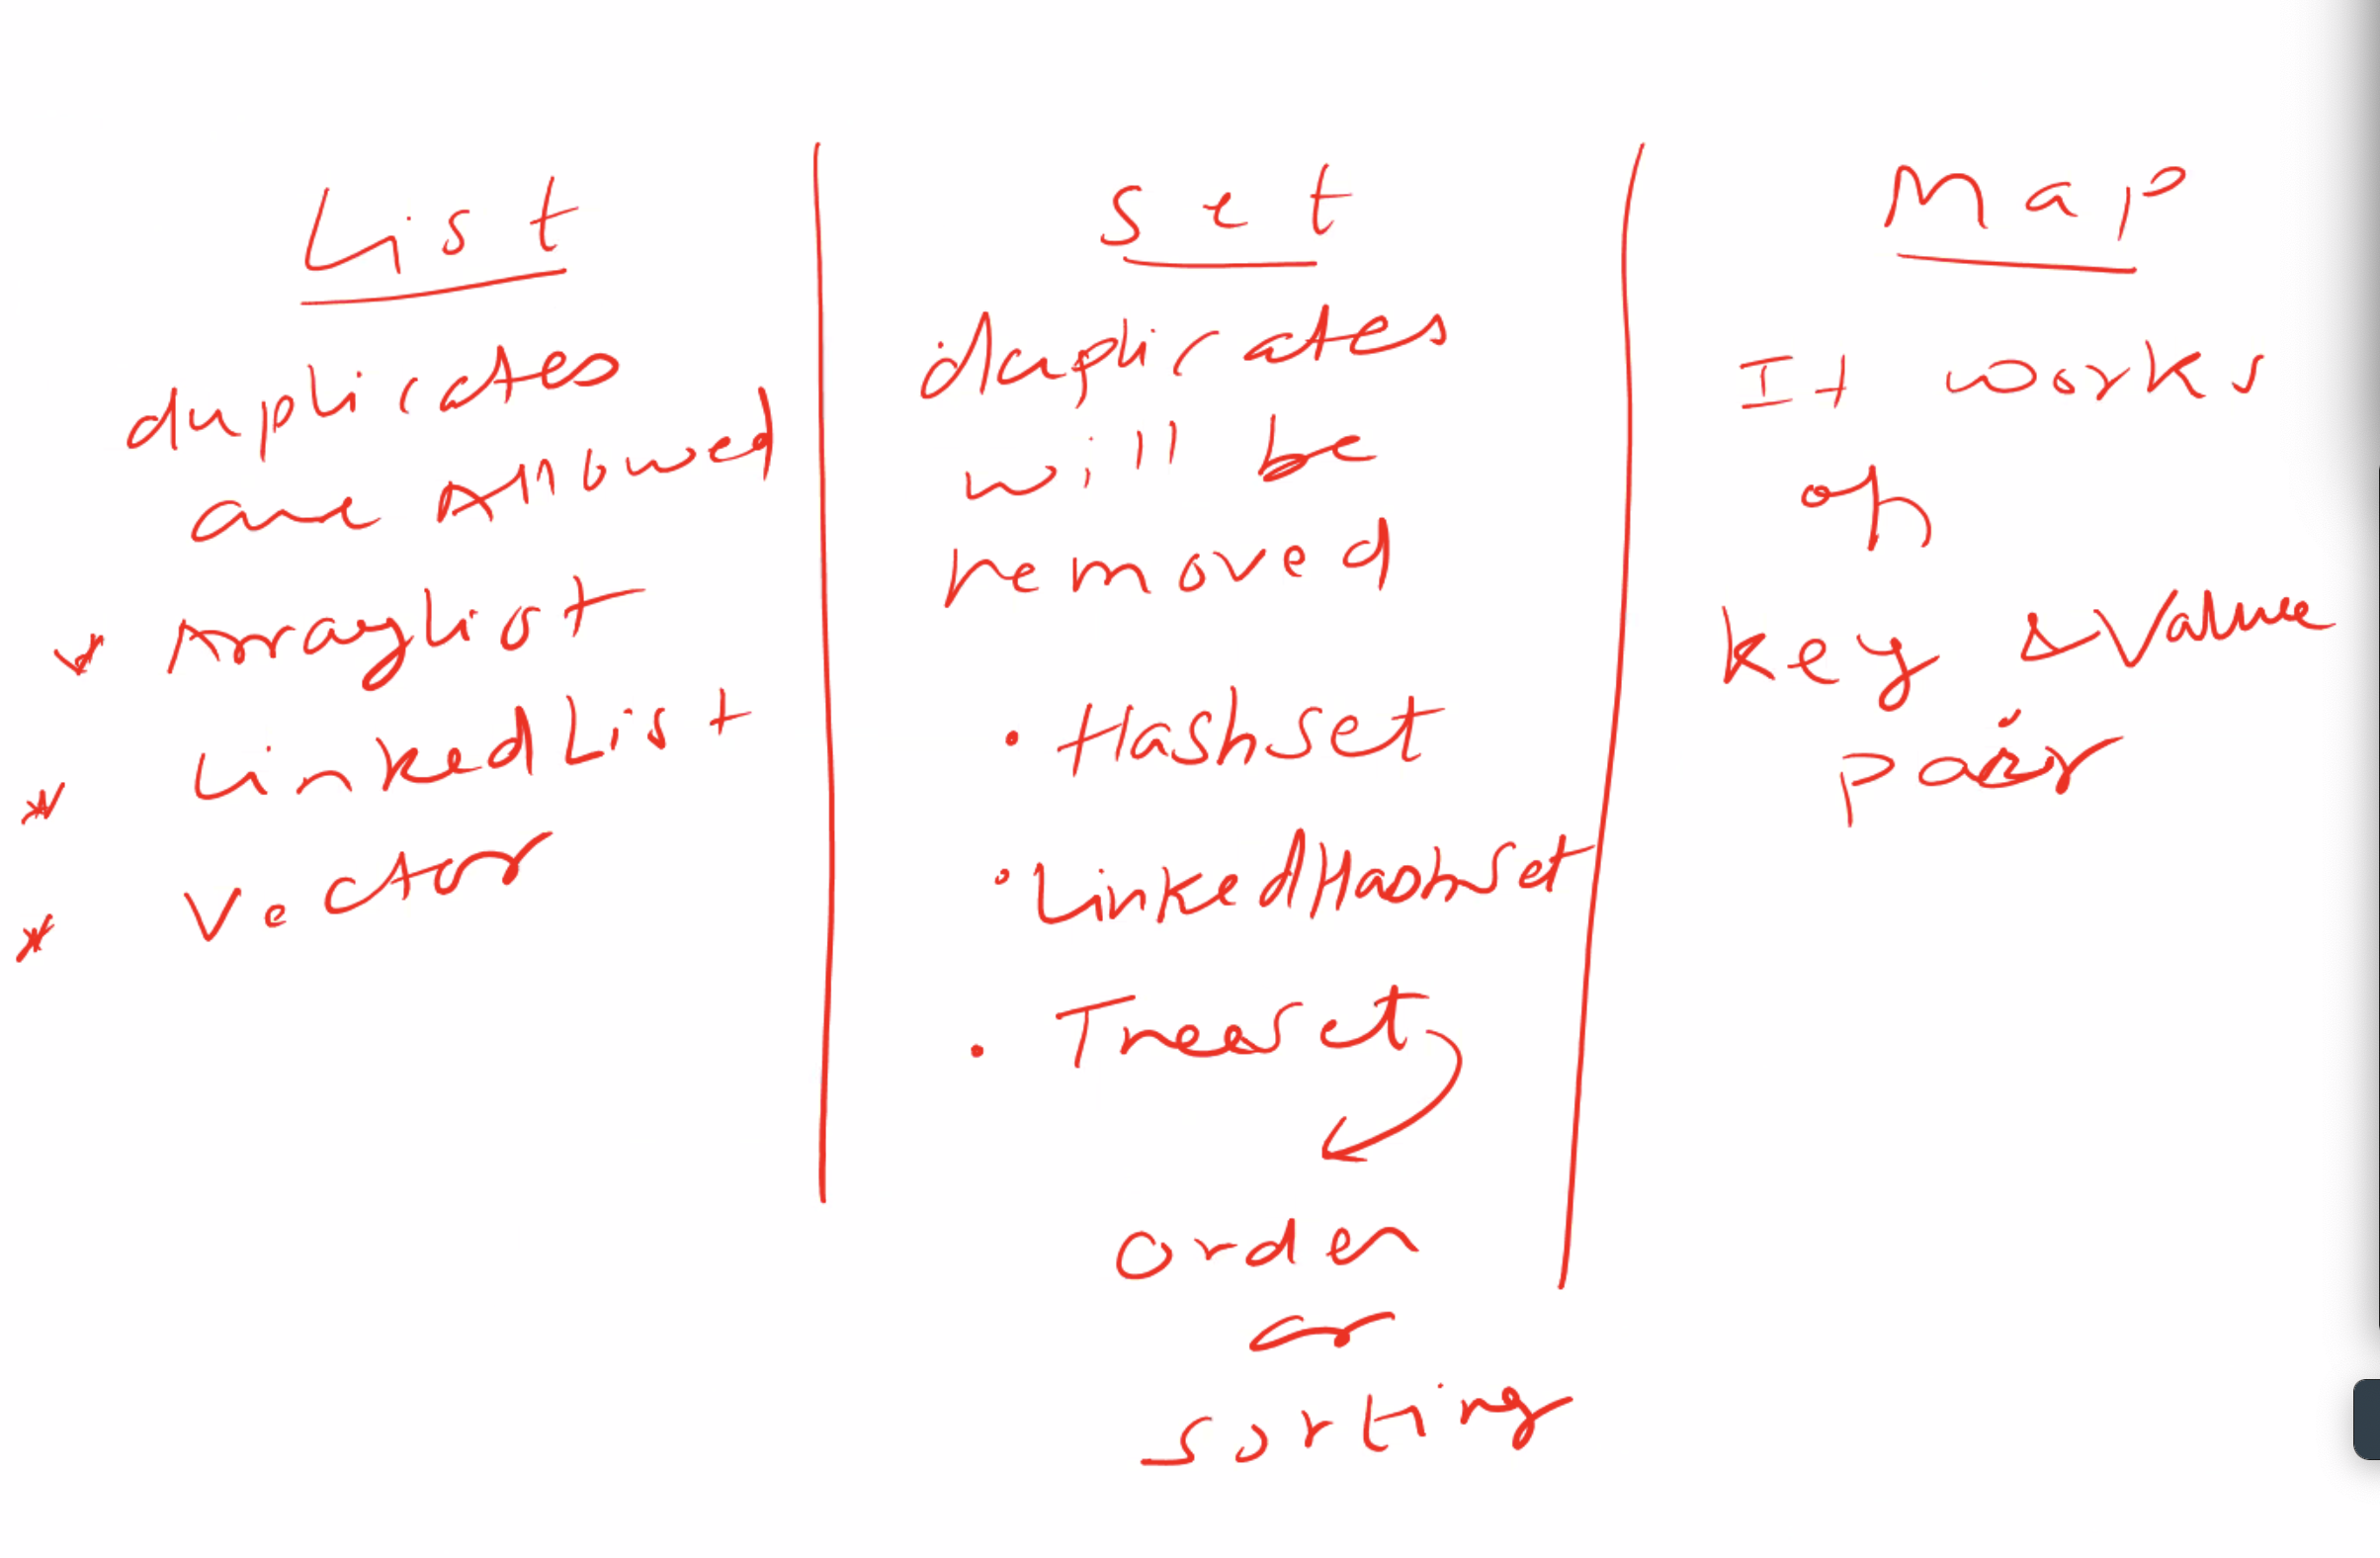 List
duplicates
are Allowed
* ArrayList
* LinkedList
* Vector
Set
duplicates
will be
removed
• HashSet
• LinkedHashSet
• TreeSet
order
or
sorting
Map
It works
on
key & Value
pair